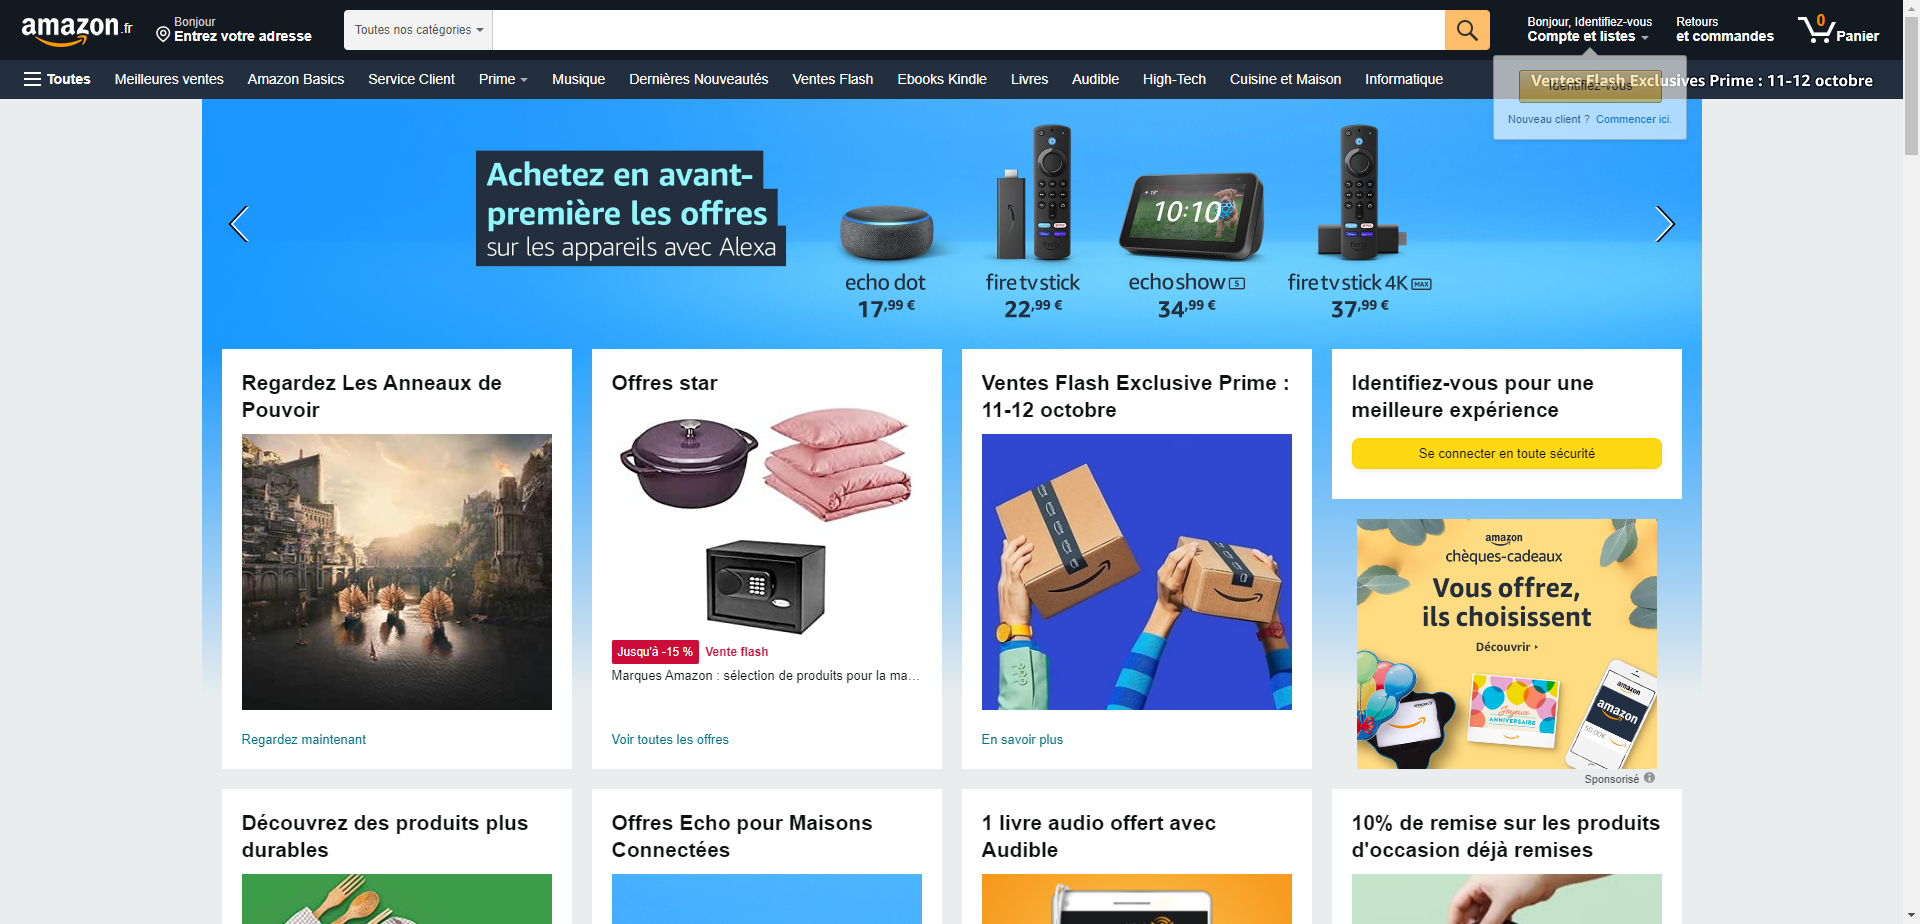 amazon.fr
Bonjour
Entrez votre adresse
Toutes nos catégories
Bonjour, Identifiez-vous
Compte et listes
Retours
et commandes
0
Panier
Toutes
Meilleures ventes
Amazon Basics
Service Client
Prime
Musique
Dernières Nouveautés
Ventes Flash
Ebooks Kindle
Livres
Audible
High-Tech
Cuisine et Maison
Informatique
Ventes Flash Exclusives Prime : 11-12 octobre
Identifiez-vous
Nouveau client ? Commencer ici.
Achetez en avant-
première les offres
sur les appareils avec Alexa
10:10
echo dot
17,99 €
fire tv stick
22,99 €
echo show 5
34,99 €
fire tv stick 4K MAX
37,99 €
Regardez Les Anneaux de
Pouvoir
Regardez maintenant
Offres star
Jusqu'à -15 % Vente flash
Marques Amazon : sélection de produits pour la ma…
Voir toutes les offres
Ventes Flash Exclusive Prime :
11-12 octobre
En savoir plus
Identifiez-vous pour une
meilleure expérience
Se connecter en toute sécurité
amazon
chèques-cadeaux
Vous offrez,
ils choisissent
Découvrir
Joyeux
ANNIVERSAIRE
amazon
amazon
50,00€
Sponsorisé
Découvrez des produits plus
durables
Offres Echo pour Maisons
Connectées
1 livre audio offert avec
Audible
10% de remise sur les produits
d'occasion déjà remises